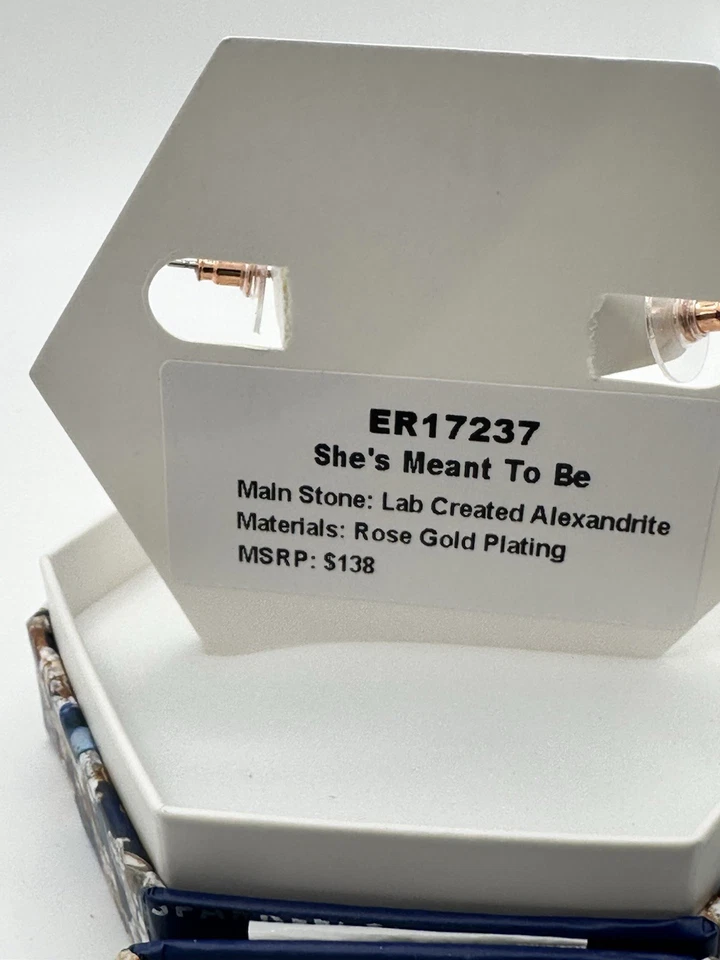 ER17237
She's Meant To Be
Main Stone: Lab Created Alexandrite
Materials: Rose Gold Plating
MSRP: $138